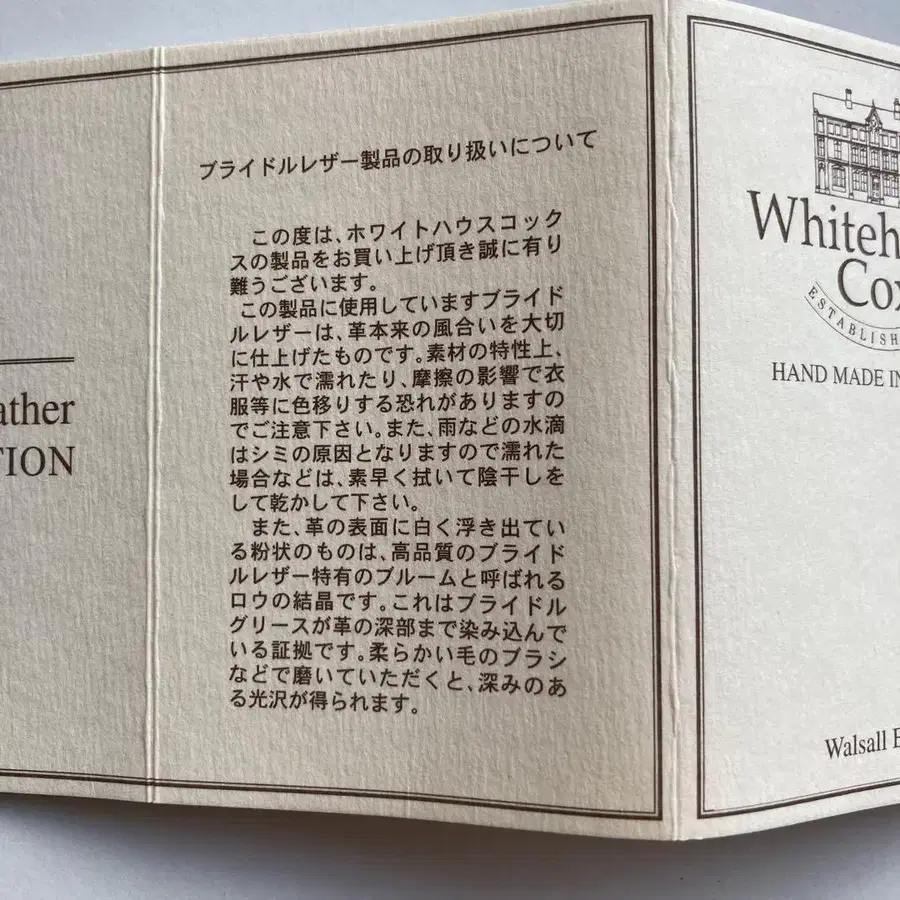 ather
TION
ブライドルレザー製品の取り扱いについて
この度は、ホワイトハウスコック
スの製品をお買い上げ頂き誠に有り
難うございます。
この製品に使用していますブライド
ルレザーは、革本来の風合いを大切
に仕上げたものです。素材の特性上、
汗や水で濡れたり、摩擦の影響で衣
服等に色移りする恐れがありますの
でご注意下さい。また、雨などの水滴
はシミの原因となりますので濡れた
場合などは、素早く拭いて陰干しを
して乾かして下さい。
また、革の表面に白く浮き出てい
る粉状のものは、高品質のブライド
ルレザー特有のブルームと呼ばれる
ロウの結晶です。これはブライドル
グリースが革の深部まで染み込んで
いる証拠です。柔らかい毛のブラシ
などで磨いていただくと、深みのあ
る光沢が得られます。
Whiteh
Cox
ESTABLISH
HAND MADE IN
Walsall E